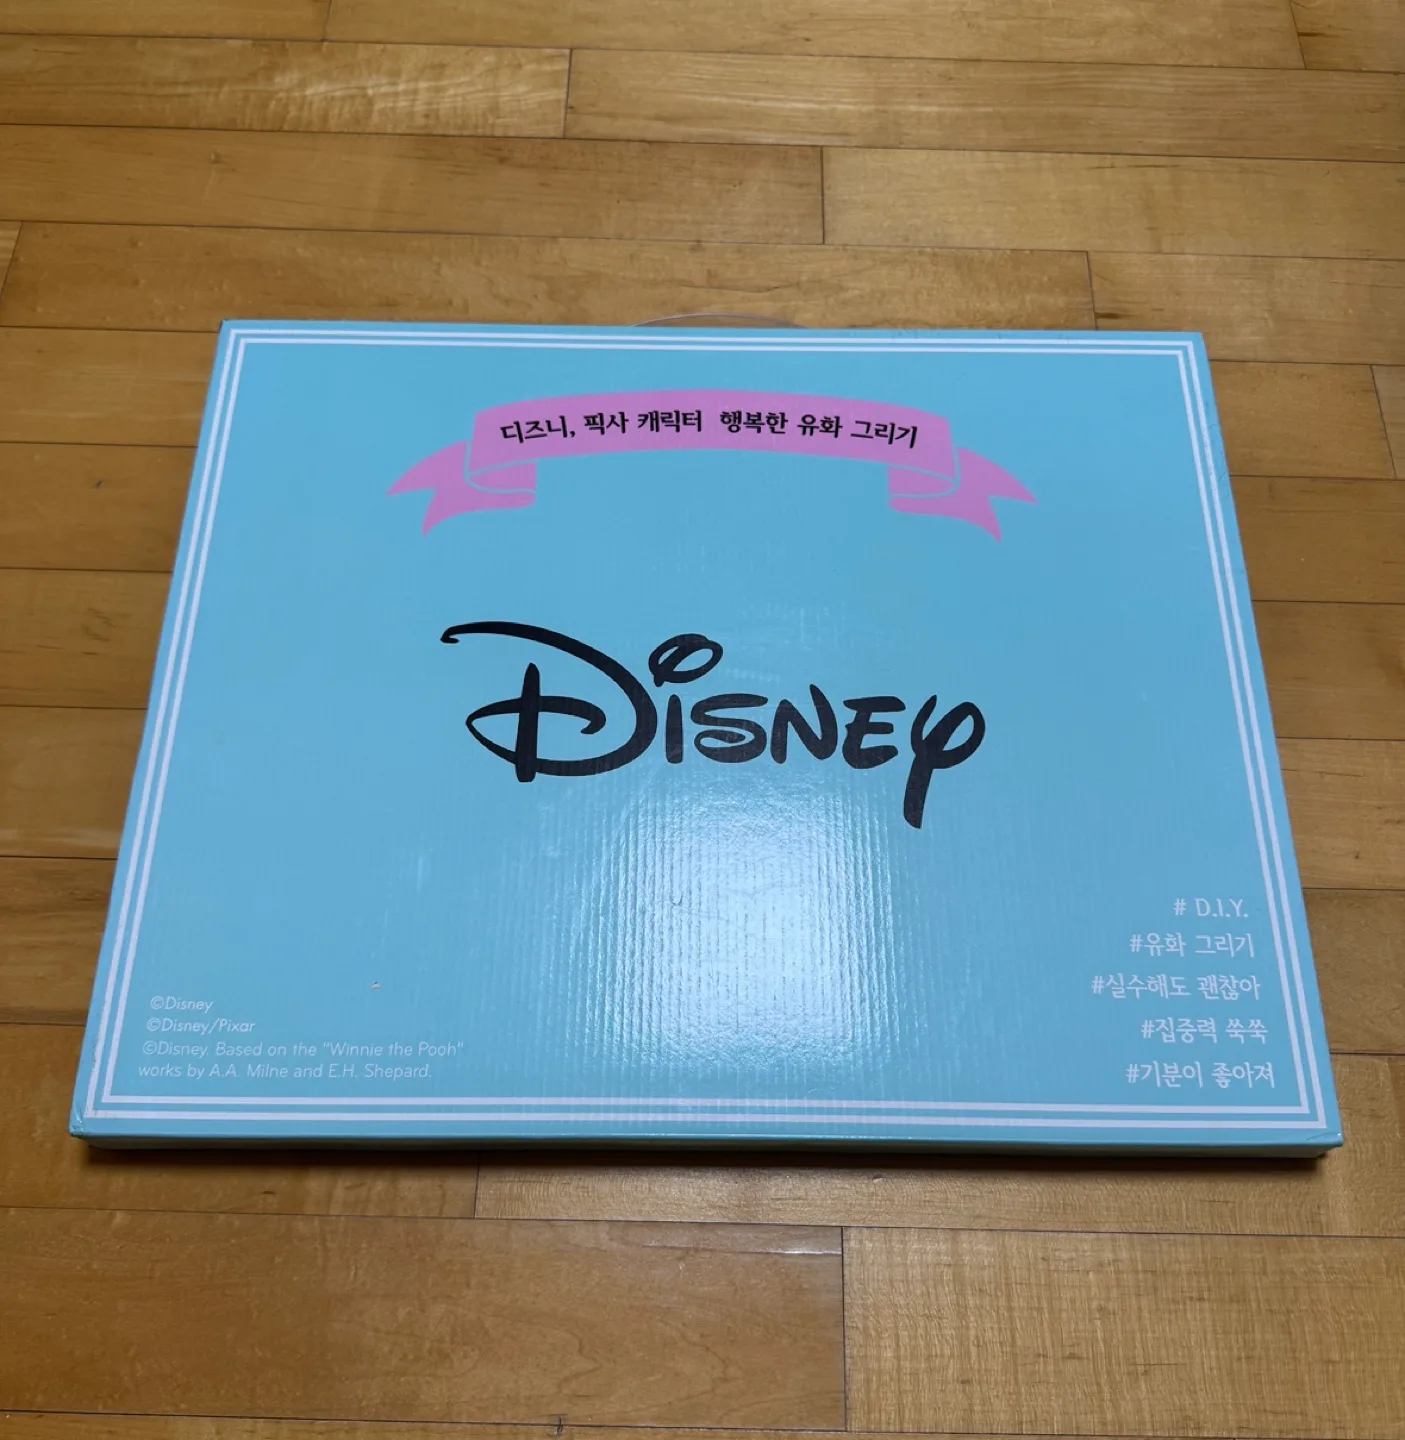 디즈니, 픽사 캐릭터 행복한 유화 그리기
Disney
# D.I.Y.
#유화 그리기
#실수해도 괜찮아
#집중력 쑥쑥
#기분이 좋아져
©Disney
©Disney/Pixar
©Disney. Based on the "Winnie the Pooh"
works by A.A. Milne and E.H. Shepard.